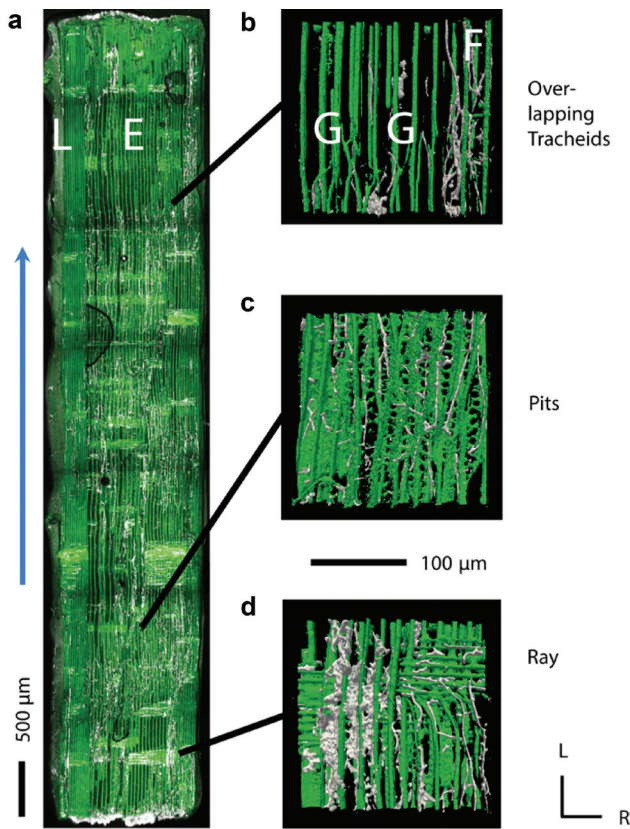 a
b
F
Over-
lapping
Tracheids
L
E
G
G
c
Pits
100 µm
d
Ray
500 µm
L
R